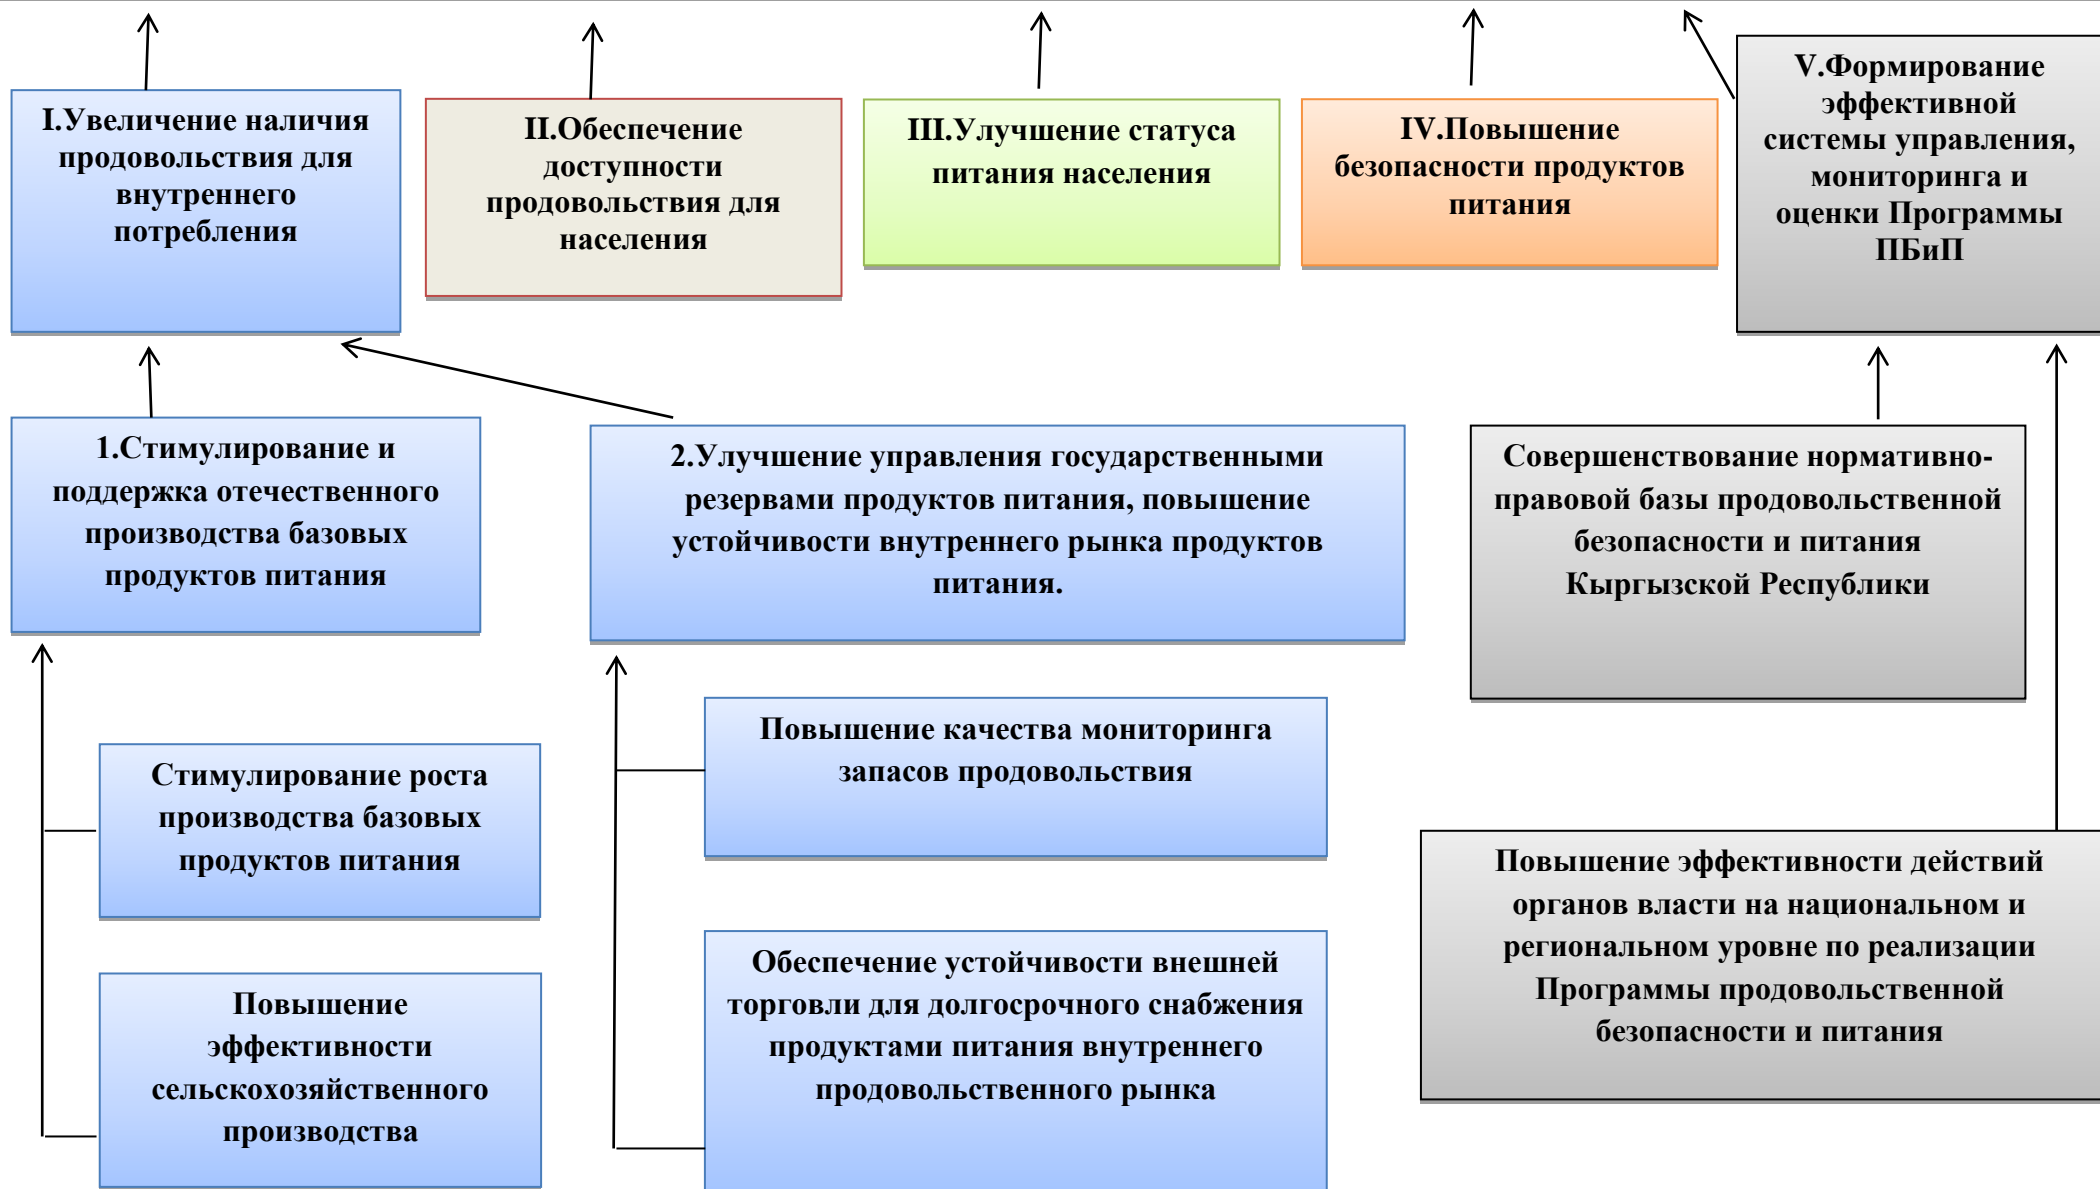 I.Увеличение наличия
продовольствия для
внутреннего
потребления
II.Обеспечение
доступности
продовольствия для
населения
III.Улучшение статуса
питания населения
IV.Повышение
безопасности продуктов
питания
V.Формирование
эффективной
системы управления,
мониторинга и
оценки Программы
ПБиП
1.Стимулирование и
поддержка отечественного
производства базовых
продуктов питания
2.Улучшение управления государственными
резервами продуктов питания, повышение
устойчивости внутреннего рынка продуктов
питания.
Совершенствование нормативно-
правовой базы продовольственной
безопасности и питания
Кыргызской Республики
Стимулирование роста
производства базовых
продуктов питания
Повышение качества мониторинга
запасов продовольствия
Повышение эффективности действий
органов власти на национальном и
региональном уровне по реализации
Программы продовольственной
безопасности и питания
Повышение
эффективности
сельскохозяйственного
производства
Обеспечение устойчивости внешней
торговли для долгосрочного снабжения
продуктами питания внутреннего
продовольственного рынка